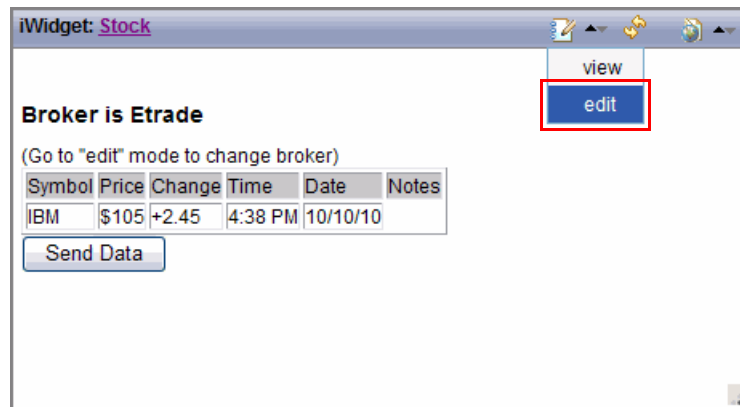 iWidget: Stock
view
edit
Broker is Etrade
(Go to "edit" mode to change broker)
Symbol Price Change Time Date Notes
IBM $105 +2.45 4:38 PM 10/10/10
Send Data